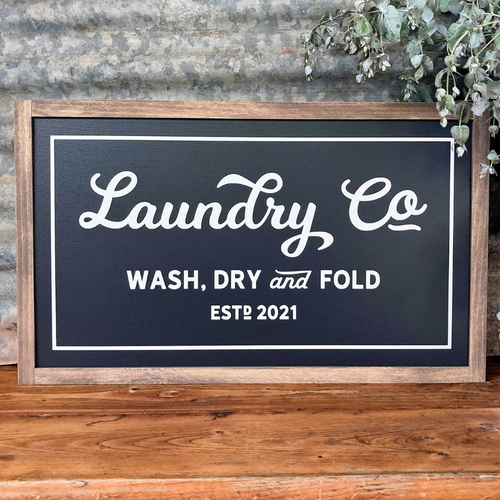 Laundry Co
WASH, DRY and FOLD
ESTD 2021